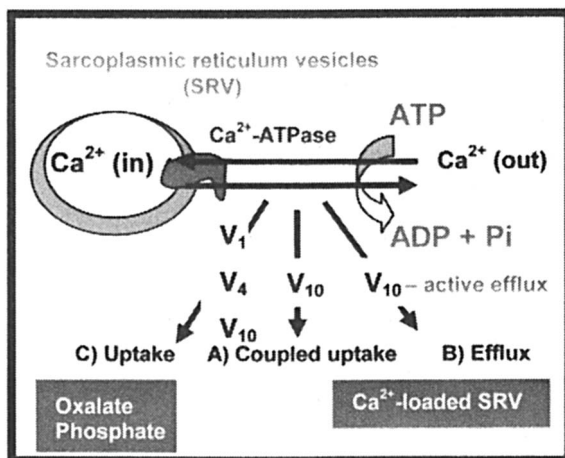 Sarcoplasmic reticulum vesicles
(SRV)
ATP
Ca²⁺-ATPase
Ca²⁺ (in)
Ca²⁺ (out)
ADP + Pi
V₁
V₄ V₁₀ V₁₀ – active efflux
V₁₀
C) Uptake A) Coupled uptake B) Efflux
Oxalate
Phosphate
Ca²⁺-loaded SRV